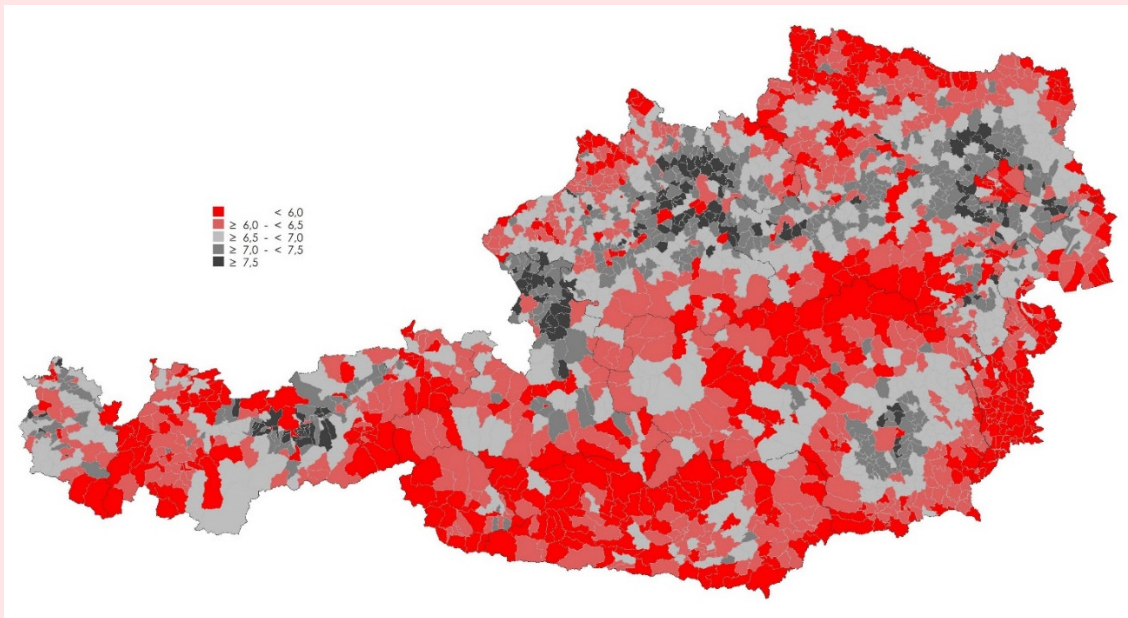 < 6,0
≥ 6,0 - < 6,5
≥ 6,5 - < 7,0
≥ 7,0 - < 7,5
≥ 7,5